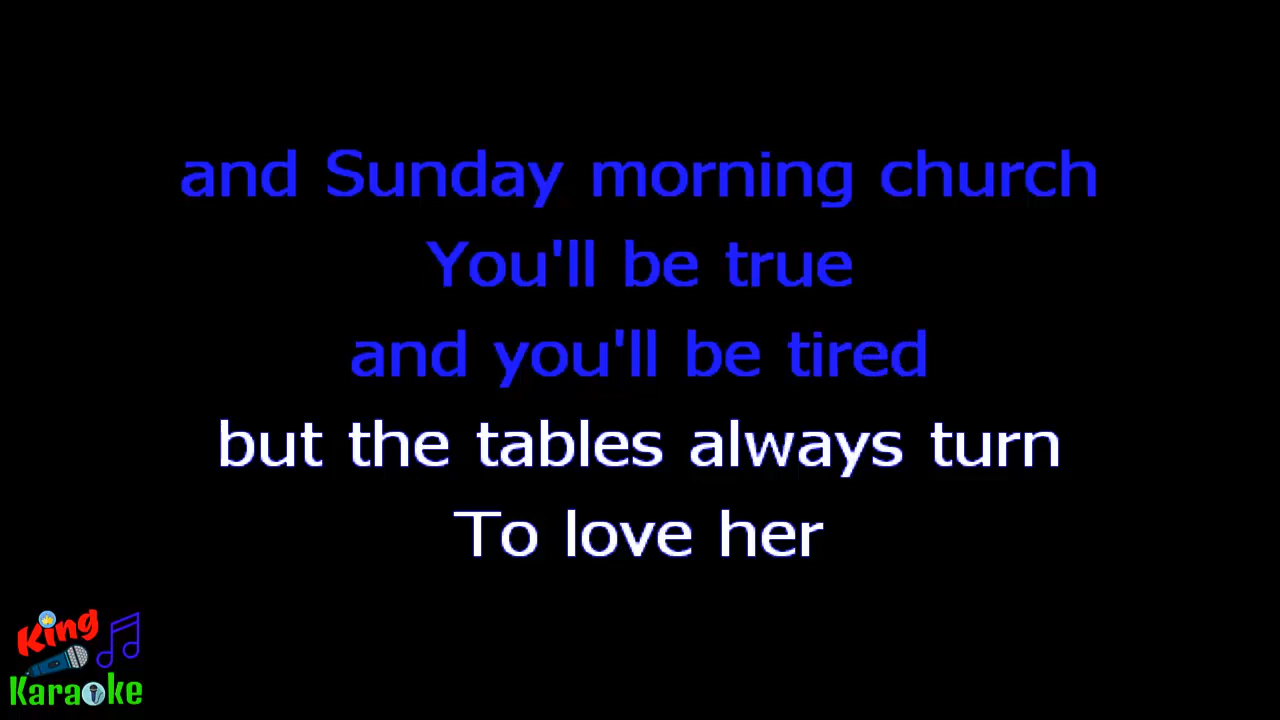 and Sunday morning church
You'll be true
and you'll be tired
but the tables always turn
To love her
King
Karaoke